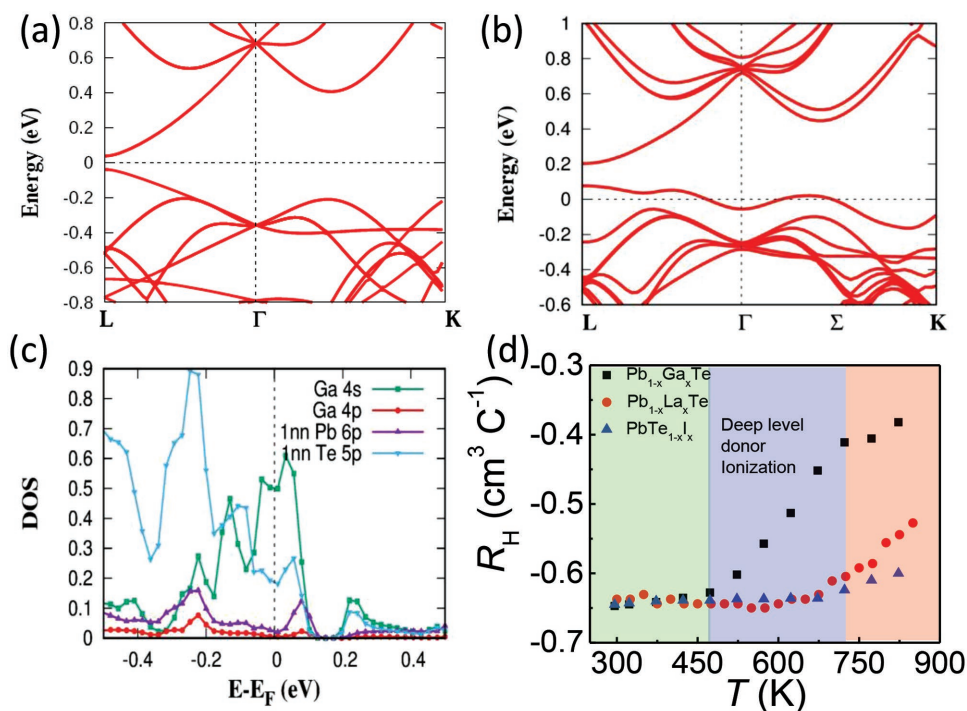 (a)
0.8
0.6
0.4
0.2
0
-0.2
-0.4
-0.6
-0.8
Energy (eV)
L
Γ
K
(b)
1
0.8
0.6
0.4
0.2
0
-0.2
-0.4
-0.6
Energy (eV)
L
Γ
Σ
K
(c)
0.9
0.8
0.7
0.6
0.5
0.4
0.3
0.2
0.1
0
DOS
Ga 4s
Ga 4p
1nn Pb 6p
1nn Te 5p
-0.4
-0.2
0
0.2
0.4
E-E_F (eV)
(d)
-0.3
-0.4
-0.5
-0.6
-0.7
R_H (cm³ C⁻¹)
Pb₁₋ₓGaₓTe
Pb₁₋ₓLaₓTe
PbTe₁₋ₓIₓ
Deep level
donor
Ionization
300
450
600
750
900
T (K)